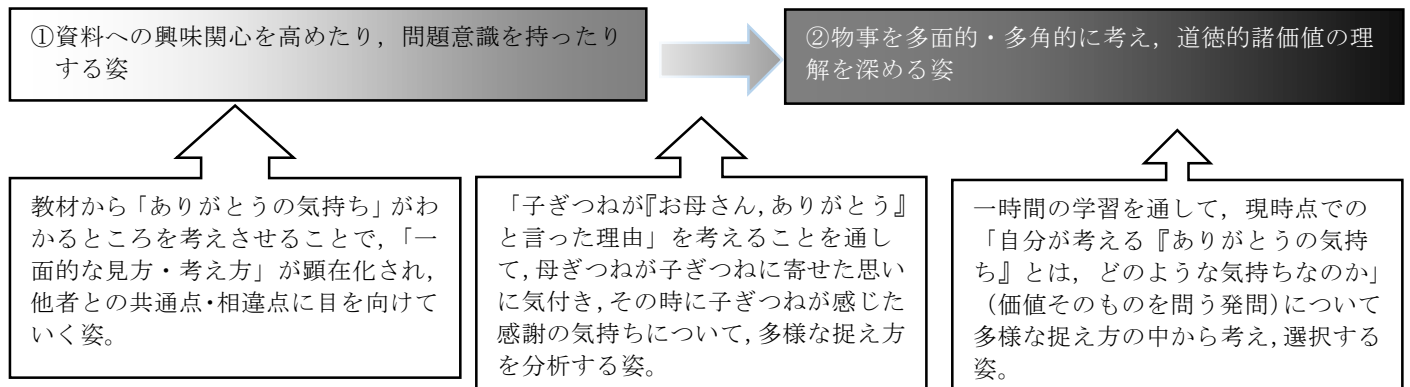 ①資料への興味関心を高めたり，問題意識を持ったり
する姿
②物事を多面的・多角的に考え，道徳的諸価値の理
解を深める姿
教材から「ありがとうの気持ち」がわ
かるところを考えさせることで，「一
面的な見方・考え方」が顕在化され，
他者との共通点・相違点に目を向けて
いく姿。
「子ぎつねが『お母さん，ありがとう』
と言った理由」を考えることを通し
て，母ぎつねが子ぎつねに寄せた思い
に気付き，その時に子ぎつねが感じた
感謝の気持ちについて，多様な捉え方
を分析する姿。
一時間の学習を通して，現時点での
「自分が考える『ありがとうの気持
ち』とは，どのような気持ちなのか」
（価値そのものを問う発問）について
多様な捉え方の中から考え，選択する
姿。